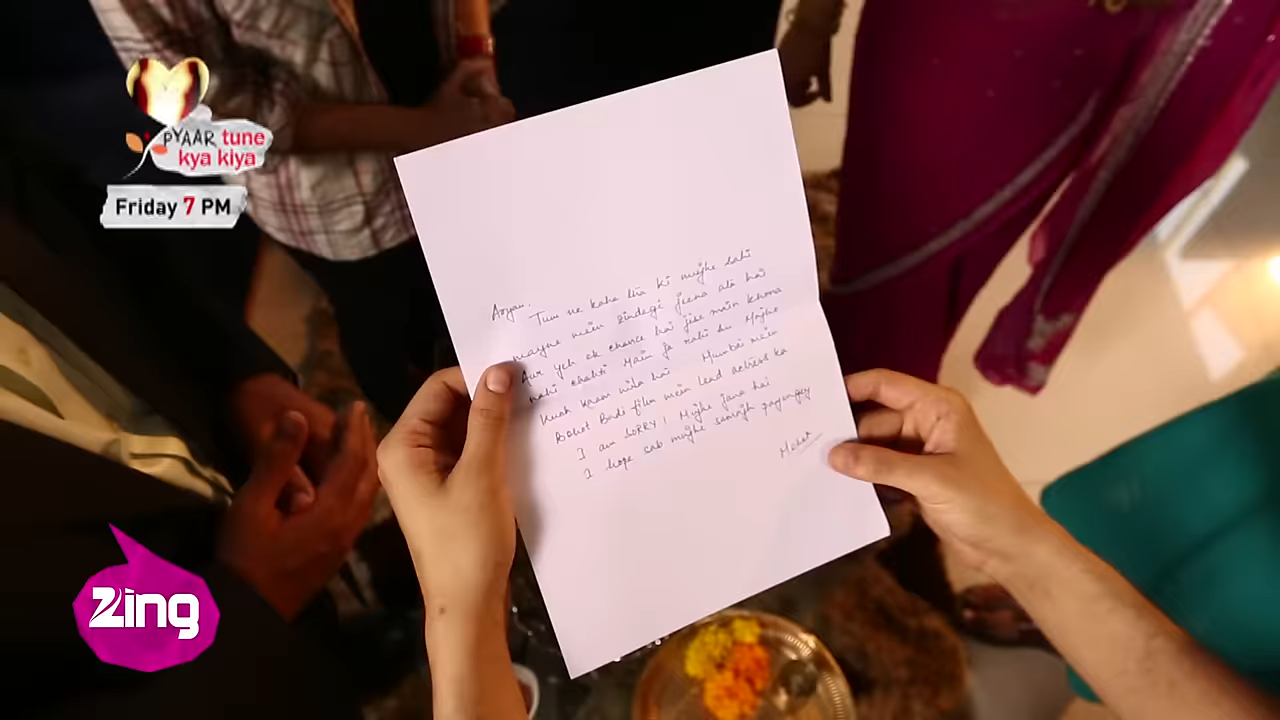 PYAAR tune
kya kiya
Friday 7 PM
Aryan,
Tum ne kaha tha ki mujhe sahi
mayne mein zindagi jeena ata hai
Aur yeh ek chance hai jise main khona
nahi chahti Main ja rahi hu Mujhe
kuch kaam mila hai Mumbai mein
Bohot Badi film mein lead actress ka
I am SORRY! Mujhe jana hai
I hope sab mujhe samajh payengey
Zing